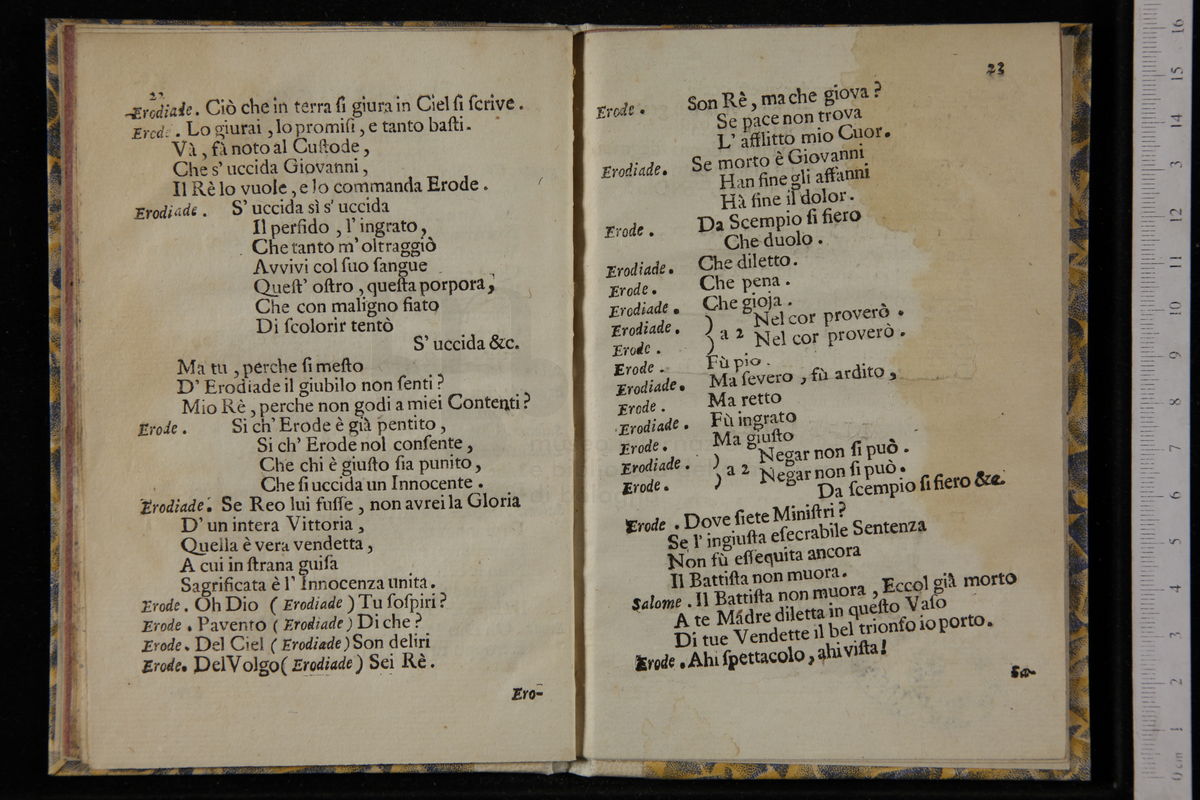 22
Erodiade. Ciò che in terra ſi giura in Ciel ſi ſcrive.
Erode. Lo giurai, lo promiſi, e tanto baſti.
Và, fà noto al Cuſtode,
Che s' uccida Giovanni,
Il Rè lo vuole, e lo commanda Erode.
Erodiade. S' uccida sì s' uccida
Il perfido, l' ingrato,
Che tanto m' oltraggiò
Avvivi col ſuo ſangue
Queſt' oſtro, queſta porpora,
Che con maligno fiato
Di ſcolorir tentò
S' uccida &c.
Ma tu, perche ſi meſto
D' Erodiade il giubilo non ſenti?
Mio Rè, perche non godi a miei Contenti?
Erode. Si ch' Erode è già pentito,
Si ch' Erode nol conſente,
Che chi è giuſto ſia punito,
Che ſi uccida un Innocente.
Erodiade. Se Reo lui fuſſe, non avrei la Gloria
D' un intera Vittoria,
Quella è vera vendetta,
A cui in ſtrana guiſa
Sagrificata è l' Innocenza unita.
Erode. Oh Dio (Erodiade) Tu ſoſpiri?
Erode. Pavento (Erodiade) Di che?
Erode. Del Ciel (Erodiade) Son deliri
Erode. Del Volgo (Erodiade) Sei Rè.
Ero-
23
Erode. Son Rè, ma che giova?
Se pace non trova
L' afflitto mio Cuor.
Erodiade. Se morto è Giovanni
Han fine gli affanni
Hà fine il dolor.
Erode. Da Scempio ſi fiero
Che duolo.
Erodiade. Che diletto.
Erode. Che pena.
Erodiade. Che gioja.
Erodiade. ) a 2 Nel cor proverò.
Erode. ) Nel cor proverò.
Erode. Fù pio.
Erodiade. Ma ſevero, fù ardito,
Erode. Ma retto
Erodiade. Fù ingrato
Erode. Ma giuſto
Erodiade. ) a 2 Negar non ſi può.
Erode. ) Negar non ſi può.
Da ſcempio ſi fiero &c.
Erode. Dove ſiete Miniſtri?
Se l' ingiuſta eſecrabile Sentenza
Non fù eſſequita ancora
Il Battiſta non muora.
Salome. Il Battiſta non muora, Eccol già morto
A te Mádre diletta in queſto Vaſo
Di tue Vendette il bel trionfo io porto.
Erode. Ahi ſpettacolo, ahi viſta!
Sa-